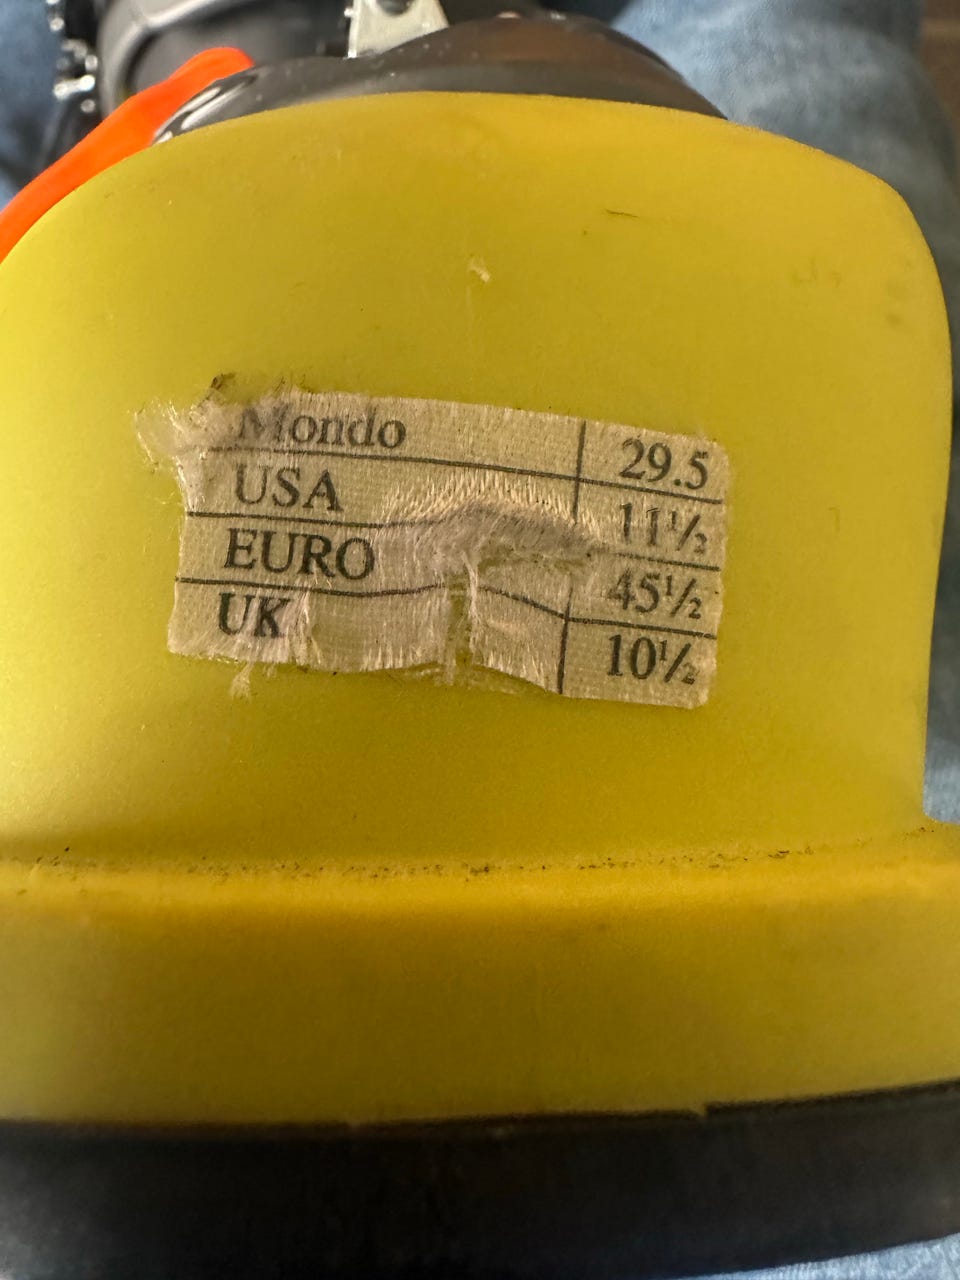 Mondo 29.5
USA 11½
EURO 45½
UK 10½